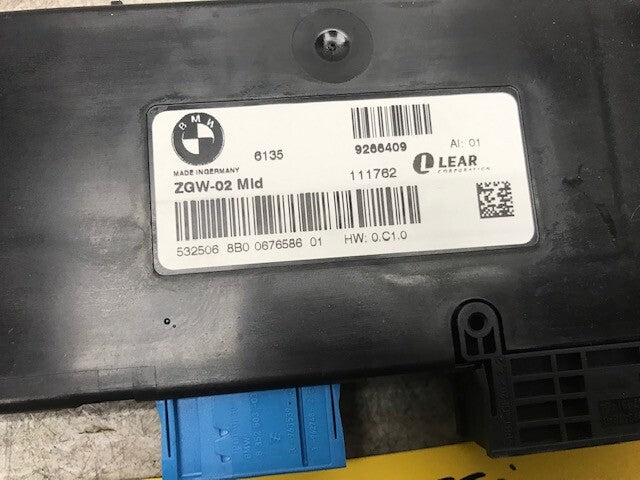 BMW
MADE IN GERMANY
6135
9266409
AI: 01
ZGW-02 Mld
111762
LEAR
CORPORATION
532506 8B0 0676586 01 HW: 0.C1.0